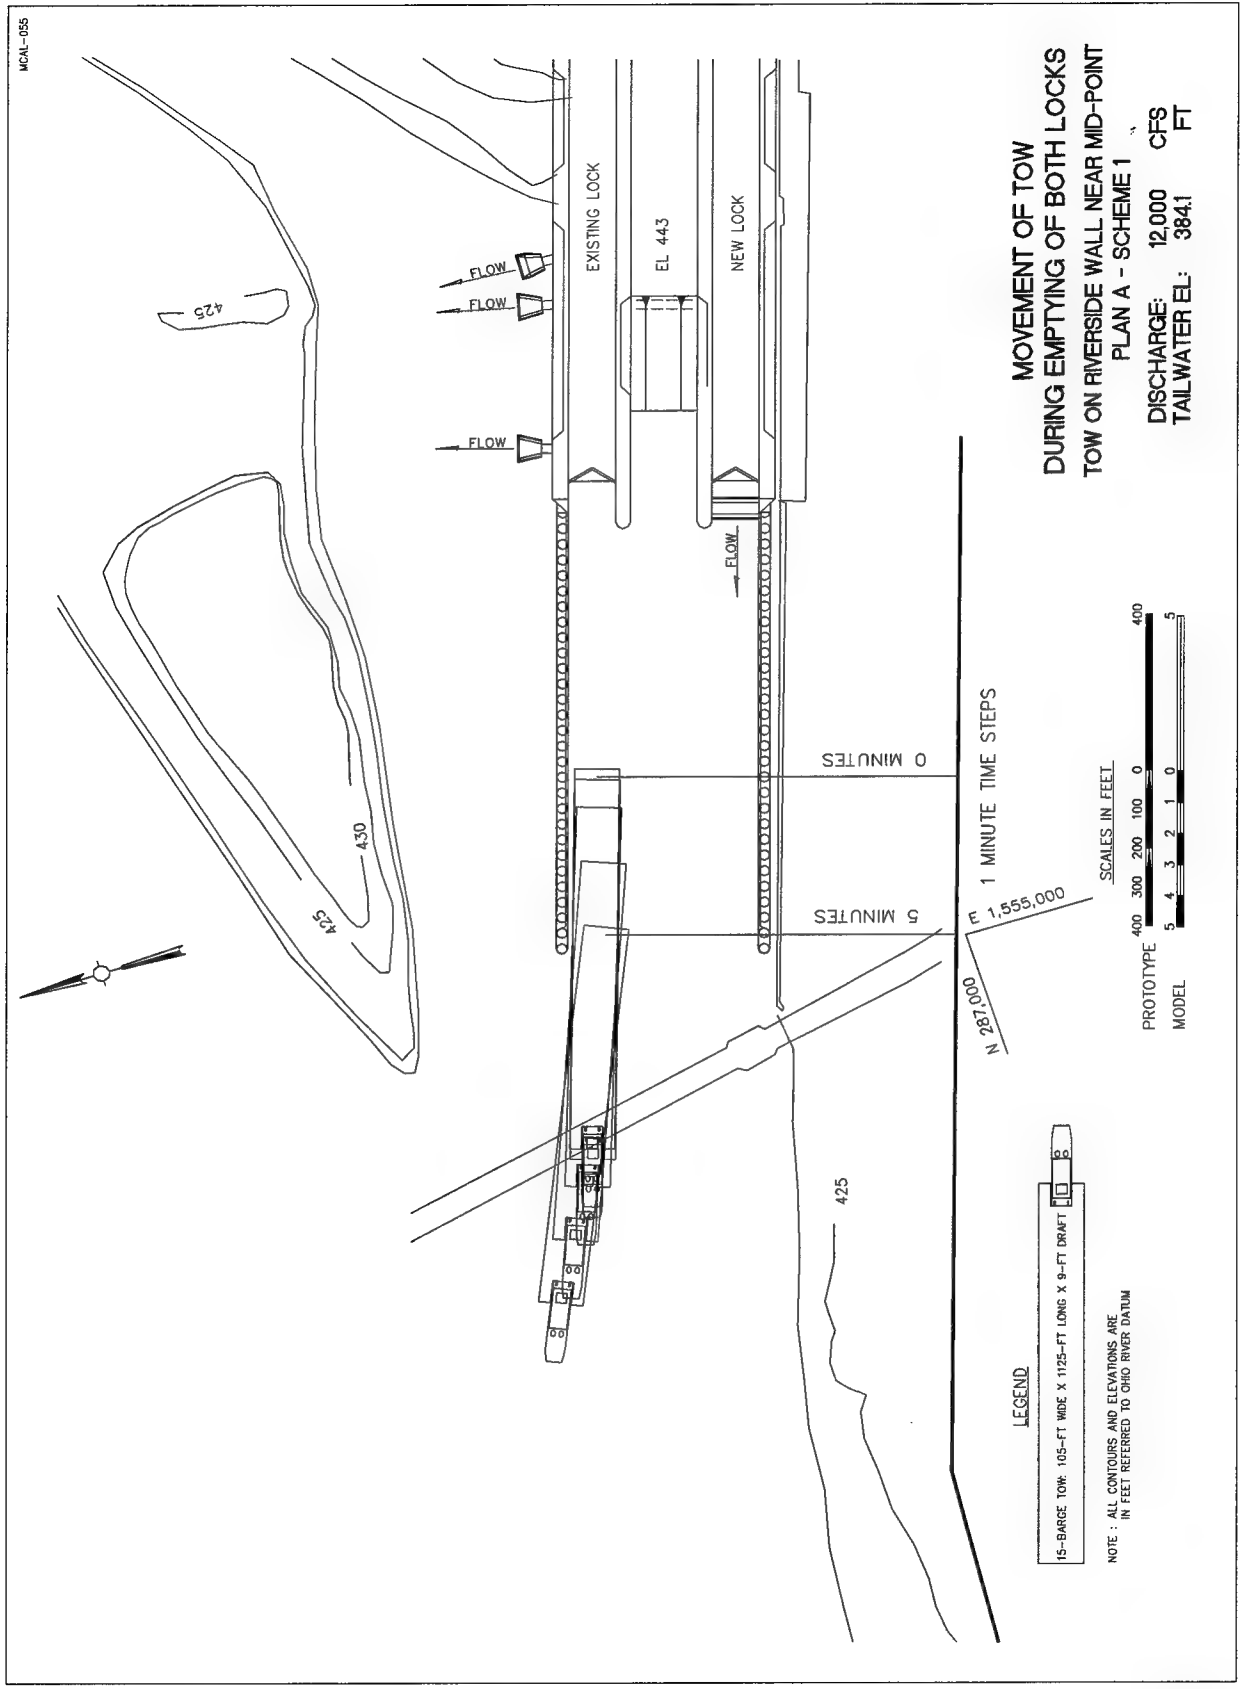 MCAL-055
425
FLOW
FLOW
FLOW
EXISTING LOCK
EL 443
NEW LOCK
FLOW
430
425
0 MINUTES
5 MINUTES
1 MINUTE TIME STEPS
E 1,555,000
N 287,000
425
MOVEMENT OF TOW
DURING EMPTYING OF BOTH LOCKS
TOW ON RIVERSIDE WALL NEAR MID-POINT
PLAN A - SCHEME 1
DISCHARGE: 12,000 CFS
TAILWATER EL: 384.1 FT
SCALES IN FEET
PROTOTYPE 400 300 200 100 0 400
MODEL 5 4 3 2 1 0 5
LEGEND
15-BARGE TOW: 105-FT WIDE X 1125-FT LONG X 9-FT DRAFT
NOTE : ALL CONTOURS AND ELEVATIONS ARE
IN FEET REFERRED TO OHIO RIVER DATUM